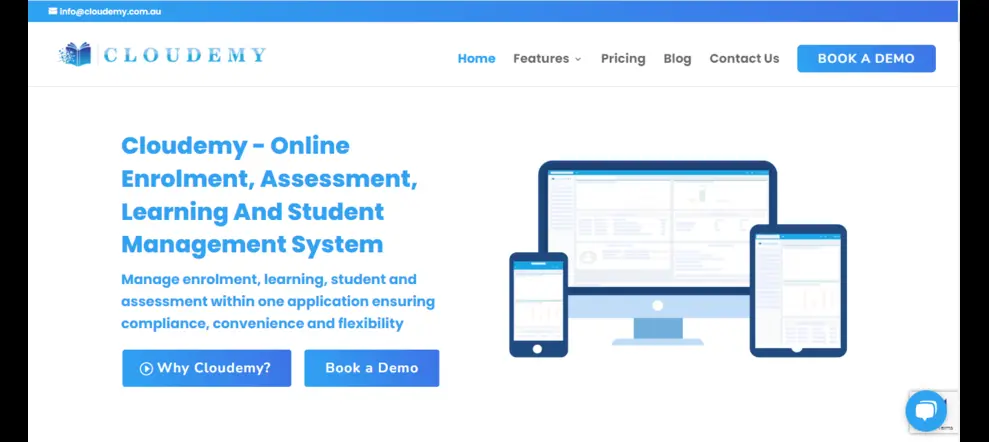 info@cloudemy.com.au
CLOUDEMY
Home Features Pricing Blog Contact Us BOOK A DEMO
Cloudemy - Online
Enrolment, Assessment,
Learning And Student
Management System
Manage enrolment, learning, student and
assessment within one application ensuring
compliance, convenience and flexibility
Why Cloudemy? Book a Demo